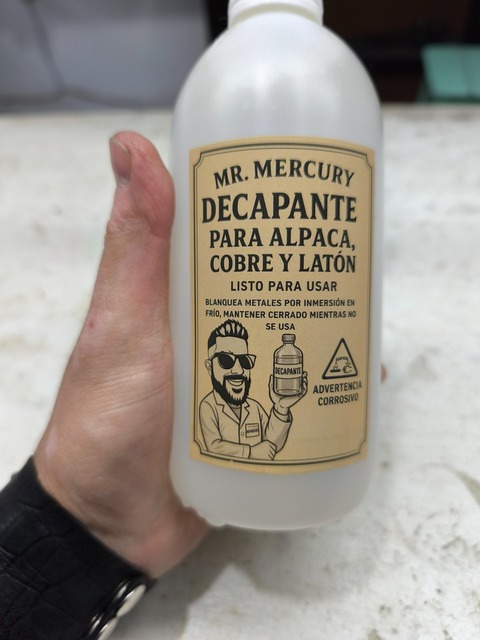 MR. MERCURY
DECAPANTE
PARA ALPACA,
COBRE Y LATÓN
LISTO PARA USAR
BLANQUEA METALES POR INMERSIÓN EN
FRÍO, MANTENER CERRADO MIENTRAS NO
SE USA
DECAPANTE
ADVERTENCIA
CORROSIVO